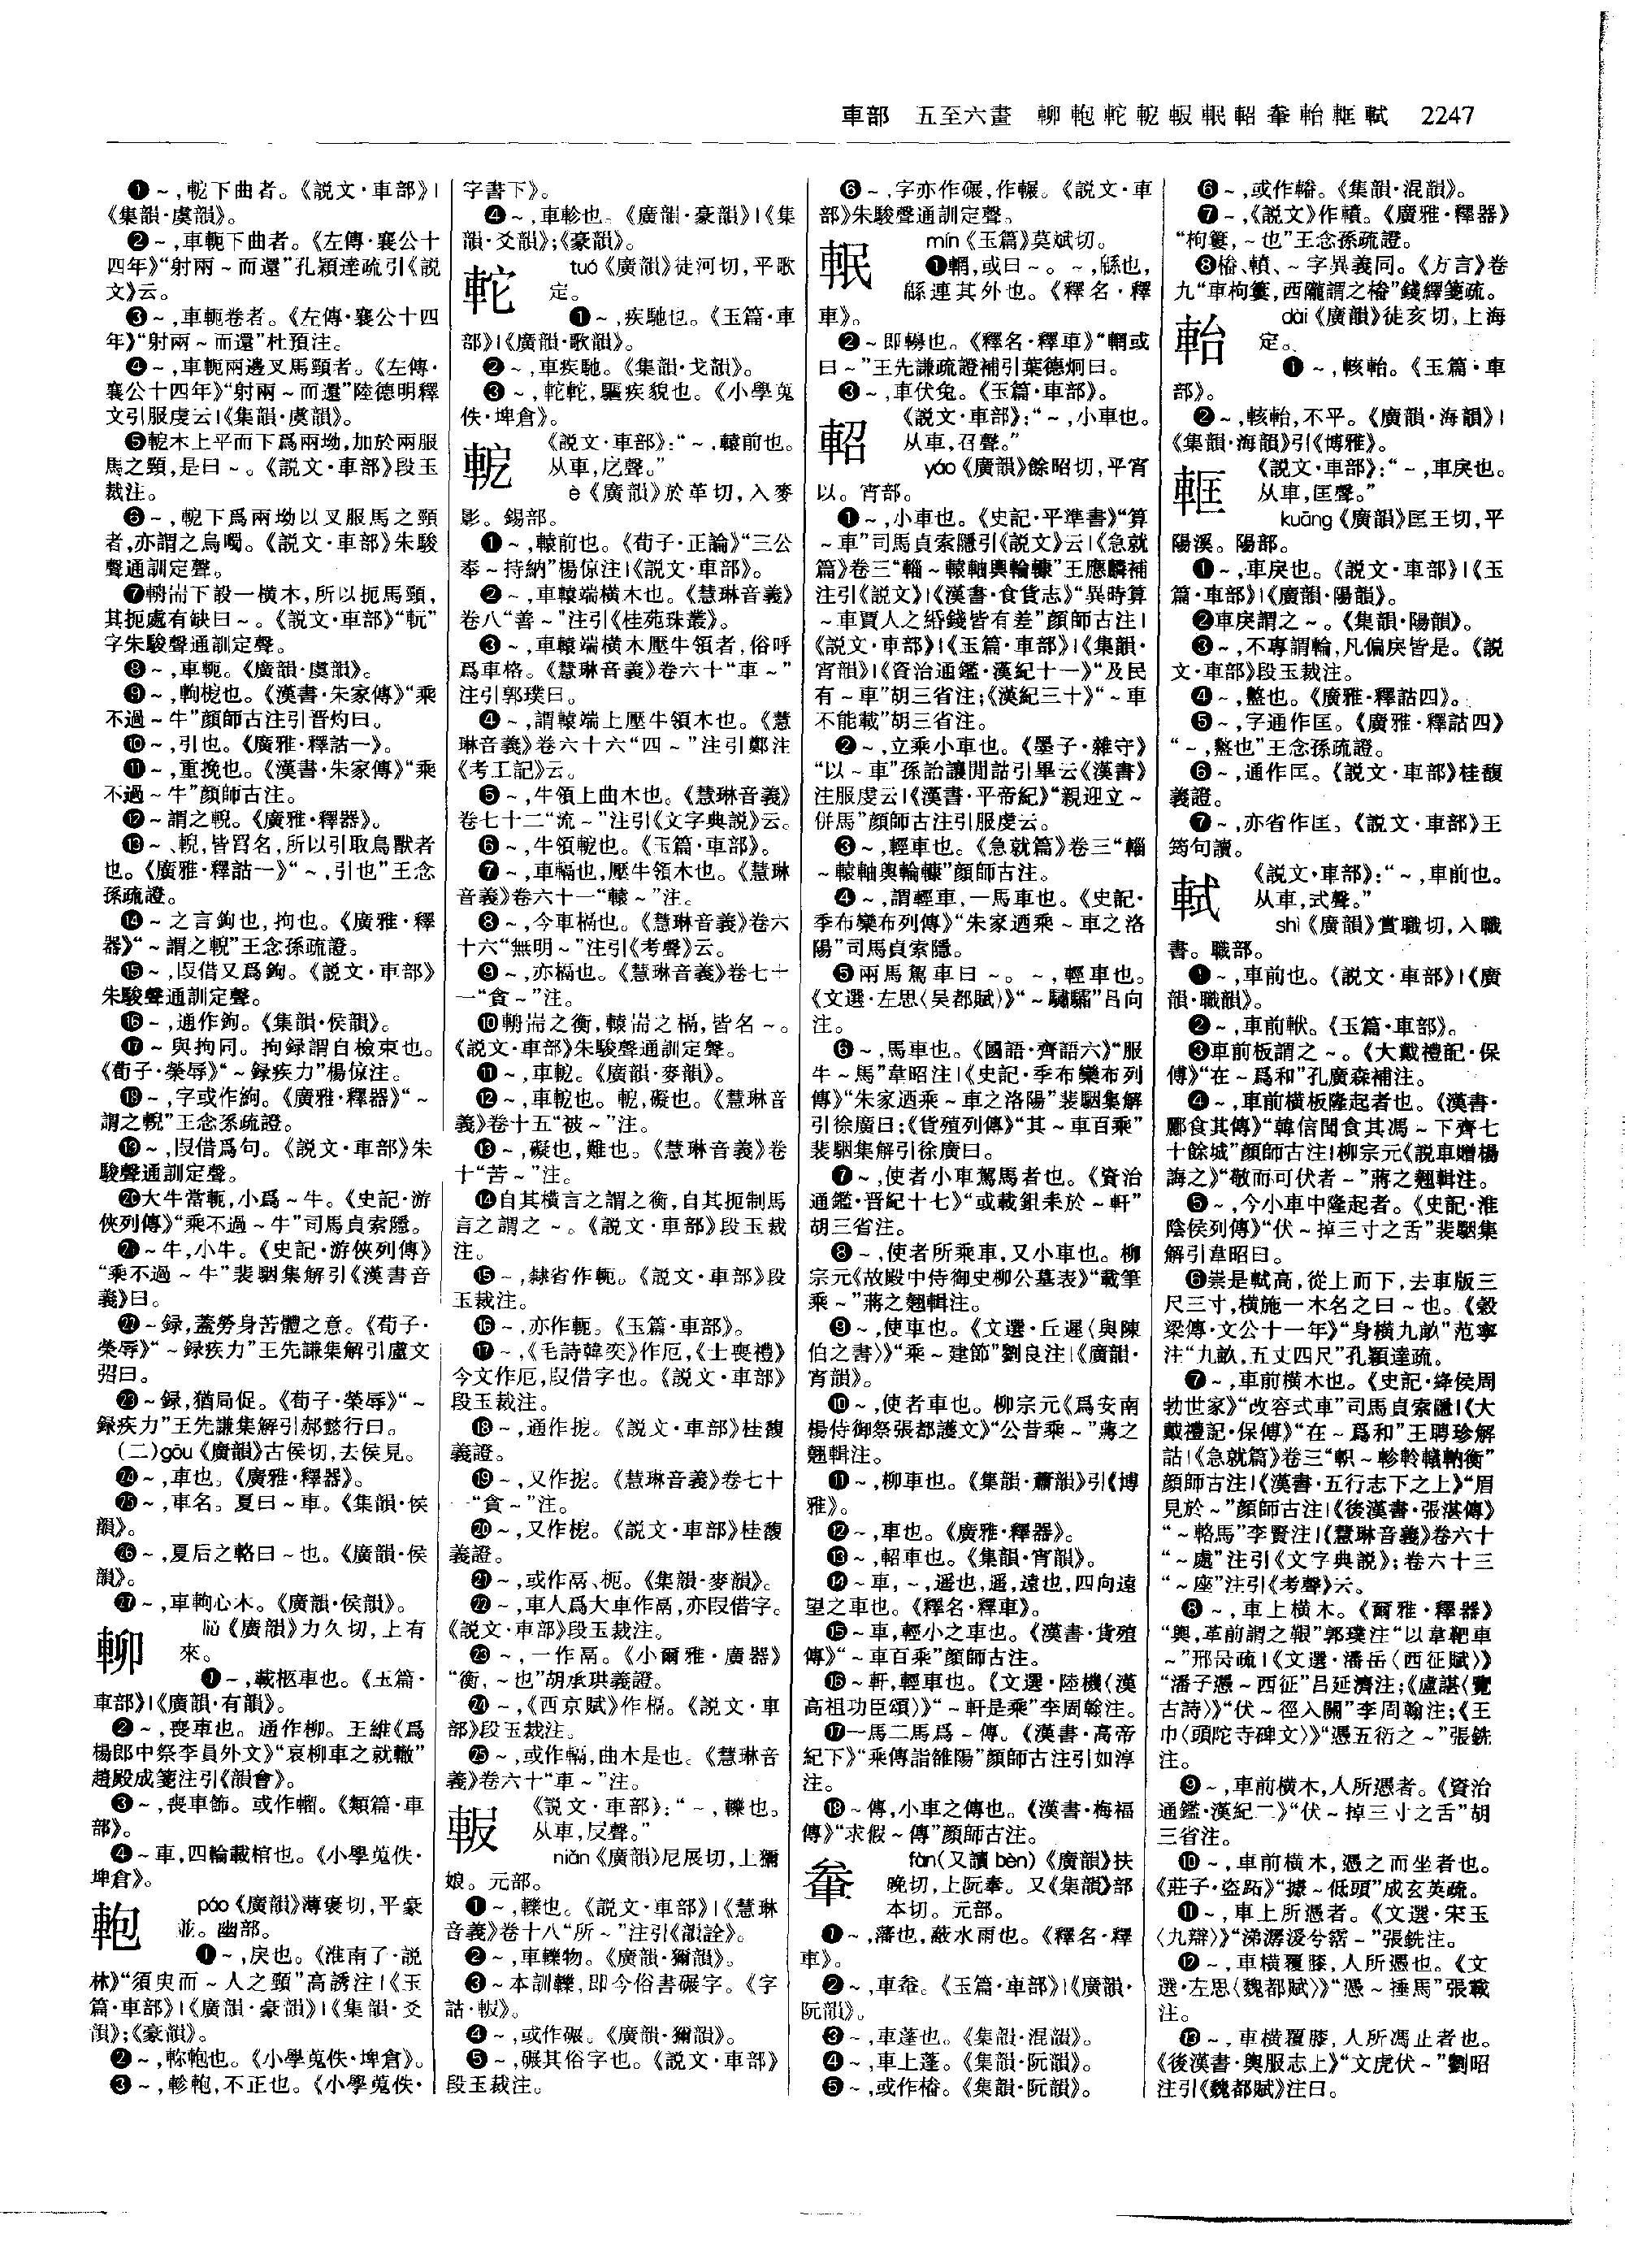 車部　五至六畫　䡞䩝䡐軶輾䡑軺軬軩軭軾　2247
❶～,軶下曲者。《説文·車部》|
《集韻·虞韻》。
❷～,車軛下曲者。《左傳·襄公十
四年》“射兩～而還”孔穎達疏引《説
文》云。
❸～,車軛卷者。《左傳·襄公十四
年》“射兩～而還”杜預注。
❹～,車軛兩邊叉馬頸者。《左傳·
襄公十四年》“射兩～而還”陸德明釋
文引服虔云|《集韻·虞韻》。
❺軶木上平而下爲兩坳,加於兩服
馬之頸,是曰～。《説文·車部》段玉
裁注。
❻～,軶下爲兩坳以叉服馬之頸
者,亦謂之烏噣。《説文·車部》朱駿
聲通訓定聲。
❼輈耑下設一横木,所以扼馬頸,
其扼處有缺曰～。《説文·車部》“軏”
字朱駿聲通訓定聲。
❽～,車軛。《廣韻·虞韻》。
❾～,軥枙也。《漢書·朱家傳》“乘
不過～牛”顔師古注引晋灼曰。
❿～,引也。《廣雅·釋詁一》。
⓫～,重挽也。《漢書·朱家傳》“乘
不過～牛”顔師古注。
⓬～謂之軦。《廣雅·釋器》。
⓭～、軦,皆罥名,所以引取鳥獸者
也。《廣雅·釋詁一》“～,引也”王念
孫疏證。
⓮～之言鉤也,拘也。《廣雅·釋
器》“～謂之軦”王念孫疏證。
⓯～,叚借又爲鉤。《説文·車部》
朱駿聲通訓定聲。
⓰～,通作鉤。《集韻·侯韻》。
⓱～與拘同。拘録謂自檢束也。
《荀子·榮辱》“～録疾力”楊倞注。
⓲～,字或作䋧。《廣雅·釋器》“～
謂之軦”王念孫疏證。
⓳～,叚借爲句。《説文·車部》朱
駿聲通訓定聲。
⓴大牛當軛,小爲～牛。《史記·游
俠列傳》“乘不過～牛”司馬貞索隱。
㉑～牛,小牛。《史記·游俠列傳》
“乘不過～牛”裴駰集解引《漢書音
義》曰。
㉒～録,蓋勞身苦體之意。《荀子·
榮辱》“～録疾力”王先謙集解引盧文
弨曰。
㉓～録,猶局促。《荀子·榮辱》“～
録疾力”王先謙集解引郝懿行曰。
(二)gōu《廣韻》古侯切,去侯見。
㉔～,車也。《廣雅·釋器》。
㉕～,車名。夏曰～車。《集韻·侯
韻》。
㉖～,夏后之輅曰～也。《廣韻·侯
韻》。
㉗～,車軥心木。《廣韻·侯韻》。
䡞 liǔ《廣韻》力久切,上有
來。
❶～,載柩車也。《玉篇·
車部》|《廣韻·有韻》。
❷～,喪車也。通作柳。王維《爲
楊郎中祭李員外文》“哀柳車之就轍”
趙殿成箋注引《韻會》。
❸～,喪車飾。或作轠。《類篇·車
部》。
❹～車,四輪載棺也。《小學蒐佚·
埤倉》。
軳 páo《廣韻》薄褒切,平豪
並。幽部。
❶～,戾也。《淮南子·説
林》“須臾而～人之頸”高誘注|《玉
篇·車部》|《廣韻·豪韻》|《集韻·爻
韻》;《豪韻》。
❷～,軫軳也。《小學蒐佚·埤倉》。
❸～,軫軳,不正也。《小學蒐佚·
字書下》。
❹～,車軫也。《廣韻·豪韻》|《集
韻·爻韻》;《豪韻》。
䡐 tuó《廣韻》徒河切,平歌
定。
❶～,疾馳也。《玉篇·車
部》|《廣韻·歌韻》。
❷～,車疾馳。《集韻·戈韻》。
❸～,䡐䡐,驅疾貌也。《小學蒐
佚·埤倉》。
軶 《説文·車部》:“～,轅前也。
从車,戹聲。”
è《廣韻》於革切,入麥
影。錫部。
❶～,轅前也。《荀子·正論》“三公
奉～持納”楊倞注|《説文·車部》。
❷～,車轅端横木也。《慧琳音義》
卷八“善～”注引《桂苑珠叢》。
❸～,車轅端横木壓牛領者,俗呼
爲車格。《慧琳音義》卷六十“車～”
注引郭璞曰。
❹～,謂轅端上壓牛領木也。《慧
琳音義》卷六十六“四～”注引鄭注
《考工記》云。
❺～,牛領上曲木也。《慧琳音義》
卷七十二“流～”注引《文字典説》云。
❻～,牛領軶也。《玉篇·車部》。
❼～,車輻也,壓牛領木也。《慧琳
音義》卷六十一“轅～”注。
❽～,今車槅也。《慧琳音義》卷六
十六“無明～”注引《考聲》云。
❾～,亦槅也。《慧琳音義》卷七十
一“貪～”注。
❿輈耑之衡,轅耑之槅,皆名～。
《説文·車部》朱駿聲通訓定聲。
⓫～,車軶。《廣韻·麥韻》。
⓬～,車軶也。軶,礙也。《慧琳音
義》卷十五“被～”注。
⓭～,礙也,難也。《慧琳音義》卷
十“苦～”注。
⓮自其横言之謂之衡,自其扼制馬
言之謂之～。《説文·車部》段玉裁
注。
⓯～,隸省作軛。《説文·車部》段
玉裁注。
⓰～,亦作軛。《玉篇·車部》。
⓱～,《毛詩韓奕》作厄,《士喪禮》
今文作厄,叚借字也。《説文·車部》
段玉裁注。
⓲～,通作扼。《説文·車部》桂馥
義證。
⓳～,又作扼。《慧琳音義》卷七十
一“貪～”注。
⓴～,又作枙。《説文·車部》桂馥
義證。
㉑～,或作鬲、枙。《集韻·麥韻》。
㉒～,車人爲大車作鬲,亦叚借字。
《説文·車部》段玉裁注。
㉓～,一作鬲。《小爾雅·廣器》
“衡,～也”胡承珙義證。
㉔～,《西京賦》作槅。《説文·車
部》段玉裁注。
㉕～,或作輻,曲木是也。《慧琳音
義》卷六十“車～”注。
《説文·車部》:“～,轢也。
从車,𠬝聲。”
niǎn《廣韻》尼展切,上獮
娘。元部。
❶～,轢也。《説文·車部》|《慧琳
音義》卷十八“所～”注引《韻詮》。
❷～,車轢物。《廣韻·獮韻》。
❸～本訓轢,即今俗書碾字。《字
詁·𨋚》。
❹～,或作碾。《廣韻·獮韻》。
❺～,碾其俗字也。《説文·車部》
段玉裁注。
❻～,字亦作碾,作輾。《説文·車
部》朱駿聲通訓定聲。
䡑 mín《玉篇》莫斌切。
❶輞,或曰～。～,緜也,
緜連其外也。《釋名·釋
車》。
❷～即轓也。《釋名·釋車》“輞或
曰～”王先謙疏證補引葉德炯曰。
❸～,車伏兔。《玉篇·車部》。
軺 《説文·車部》:“～,小車也。
从車,召聲。”
yáo《廣韻》餘昭切,平宵
以。宵部。
❶～,小車也。《史記·平準書》“算
～車”司馬貞索隱引《説文》云|《急就
篇》卷三“輜～轅軸輿輪轑”王應麟補
注引《説文》|《漢書·食貨志》“異時算
～車賈人之緡錢皆有差”顔師古注|
《説文·車部》|《玉篇·車部》|《集韻·
宵韻》|《資治通鑑·漢紀十一》“及民
有～車”胡三省注;《漢紀三十》“～車
不能載”胡三省注。
❷～,立乘小車也。《墨子·雜守》
“以～車”孫詒讓閒詁引畢云《漢書》
注服虔云|《漢書·平帝紀》“親迎立～
併馬”顔師古注引服虔云。
❸～,輕車也。《急就篇》卷三“輜
～轅軸輿輪轑”顔師古注。
❹～,謂輕車,一馬車也。《史記·
季布欒布列傳》“朱家迺乘～車之洛
陽”司馬貞索隱。
❺兩馬駕車曰～。～,輕車也。
《文選·左思〈吴都賦〉》“～驌驦”吕向
注。
❻～,馬車也。《國語·齊語六》“服
牛～馬”韋昭注|《史記·季布欒布列
傳》“朱家迺乘～車之洛陽”裴駰集解
引徐廣曰;《貨殖列傳》“其～車百乘”
裴駰集解引徐廣曰。
❼～,使者小車駕馬者也。《資治
通鑑·晋紀十七》“或載鉏耒於～軒”
胡三省注。
❽～,使者所乘車,又小車也。柳
宗元《故殿中侍御史柳公墓表》“載筆
乘～”蔣之翹輯注。
❾～,使車也。《文選·丘遲〈與陳
伯之書〉》“乘～建節”劉良注|《廣韻·
宵韻》。
❿～,使者車也。柳宗元《爲安南
楊侍御祭張都護文》“公昔乘～”蔣之
翹輯注。
⓫～,柳車也。《集韻·蕭韻》引《博
雅》。
⓬～,車也。《廣雅·釋器》。
⓭～,軺車也。《集韻·宵韻》。
⓮～車,～,遥也,遥,遠也,四向遠
望之車也。《釋名·釋車》。
⓯～車,輕小之車也。《漢書·貨殖
傳》“～車百乘”顔師古注。
⓰～軒,輕車也。《文選·陸機〈漢
高祖功臣頌〉》“～軒是乘”李周翰注。
⓱一馬二馬爲～傳。《漢書·高帝
紀下》“乘傳詣雒陽”顔師古注引如淳
注。
⓲～傳,小車之傳也。《漢書·梅福
傳》“求假～傳”顔師古注。
軬 fàn(又讀bèn)《廣韻》扶
晚切,上阮奉。又《集韻》部
本切。元部。
❶～,藩也,蔽水雨也。《釋名·釋
車》。
❷～,車軬。《玉篇·車部》|《廣韻·
阮韻》。
❸～,車蓬也。《集韻·混韻》。
❹～,車上蓬。《集韻·阮韻》。
❺～,或作㮥。《集韻·阮韻》。
❻～,或作轓。《集韻·混韻》。
❼～,《説文》作轒。《廣雅·釋器》
“枸簍,～也”王念孫疏證。
❽㮥、轒、～字異義同。《方言》卷
九“車枸簍,西隴謂之㮥”錢繹箋疏。
軩 dài《廣韻》徒亥切,上海
定。
❶～,輆軩。《玉篇·車
部》。
❷～,輆軩,不平。《廣韻·海韻》|
《集韻·海韻》引《博雅》。
軭 《説文·車部》:“～,車戾也。
从車,匡聲。”
kuāng《廣韻》匡王切,平
陽溪。陽部。
❶～,車戾也。《説文·車部》|《玉
篇·車部》|《廣韻·陽韻》。
❷車戾謂之～。《集韻·陽韻》。
❸～,不專謂輪,凡偏戾皆是。《説
文·車部》段玉裁注。
❹～,盭也。《廣雅·釋詁四》。
❺～,字通作匡。《廣雅·釋詁四》
“～,盭也”王念孫疏證。
❻～,通作匡。《説文·車部》桂馥
義證。
❼～,亦省作匡。《説文·車部》王
筠句讀。
軾 《説文·車部》:“～,車前也。
从車,式聲。”
shì《廣韻》賞職切,入職
書。職部。
❶～,車前也。《説文·車部》|《廣
韻·職韻》。
❷～,車前軾。《玉篇·車部》。
❸車前板謂之～。《大戴禮記·保
傅》“在～爲和”孔廣森補注。
❹～,車前横板隆起者也。《漢書·
酈食其傳》“韓信聞食其馮～下齊七
十餘城”顔師古注|柳宗元《説車贈楊
誨之》“敬而可伏者～”蔣之翹輯注。
❺～,今小車中隆起者。《史記·淮
陰侯列傳》“伏～掉三寸之舌”裴駰集
解引韋昭曰。
❻崇是軾高,從上而下,去車版三
尺三寸,横施一木名之曰～也。《穀
梁傳·文公十一年》“身横九畝”范寧
注“九畝,五丈四尺”孔穎達疏。
❼～,車前横木也。《史記·絳侯周
勃世家》“改容式車”司馬貞索隱|《大
戴禮記·保傅》“在～爲和”王聘珍解
詁|《急就篇》卷三“軹～軫軨轙軜衡”
顔師古注|《漢書·五行志下之上》“眉
見於～”顔師古注|《後漢書·張湛傳》
“～輅馬”李賢注|《慧琳音義》卷六十
“～處”注引《文字典説》;卷六十三
“～座”注引《考聲》云。
❽～,車上横木。《爾雅·釋器》
“輿,革前謂之鞎”郭璞注“以韋靶車
～”邢昺疏|《文選·潘岳〈西征賦〉》
“潘子憑～西征”吕延濟注;《盧諶〈覽
古詩〉》“伏～徑入關”李周翰注;《王
巾〈頭陀寺碑文〉》“憑五衍之～”張銑
注。
❾～,車前横木,人所憑者。《資治
通鑑·漢紀二》“伏～掉三寸之舌”胡
三省注。
❿～,車前横木,憑之而坐者也。
《莊子·盗跖》“據～低頭”成玄英疏。
⓫～,車上所憑者。《文選·宋玉
〈九辯〉》“涕潺湲兮霑～”張銑注。
⓬～,車横覆膝,人所憑也。《文
選·左思〈魏都賦〉》“憑～捶馬”張載
注。
⓭～,車横覆膝,人所馮止者也。
《後漢書·輿服志上》“文虎伏～”劉昭
注引《魏都賦》注曰。